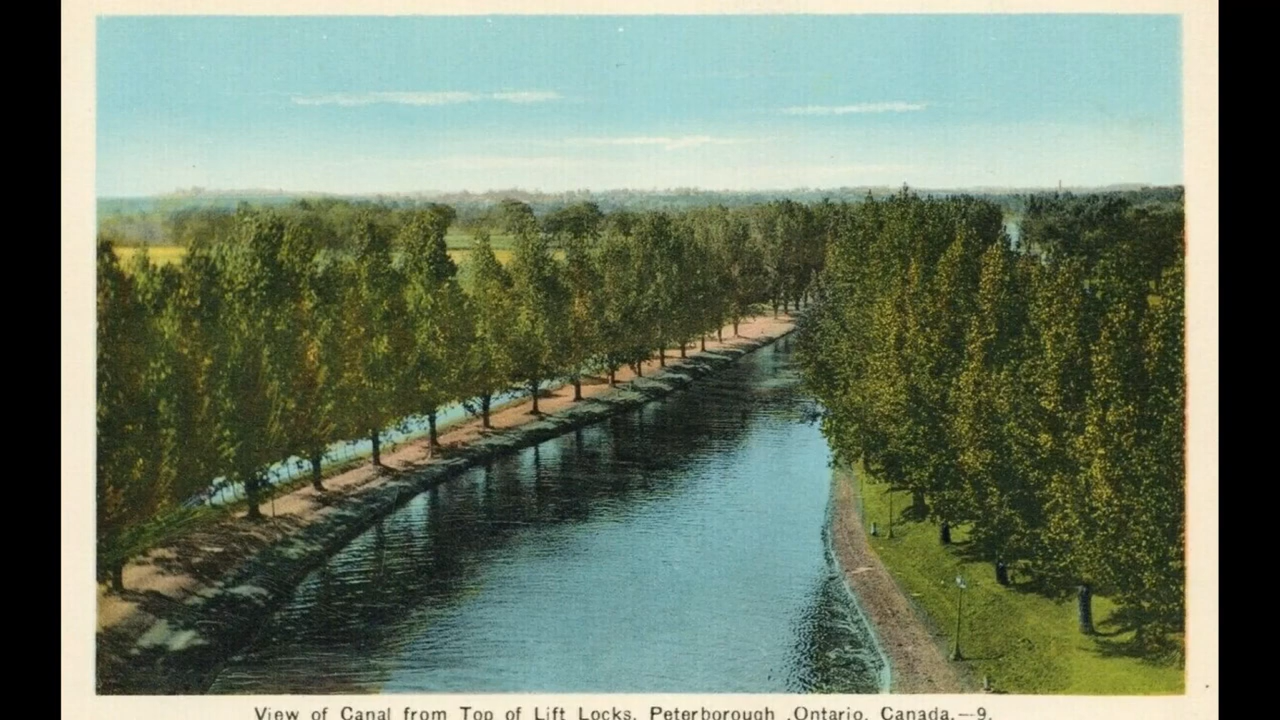 View of Canal from Top of Lift Locks, Peterborough ,Ontario, Canada.—9.